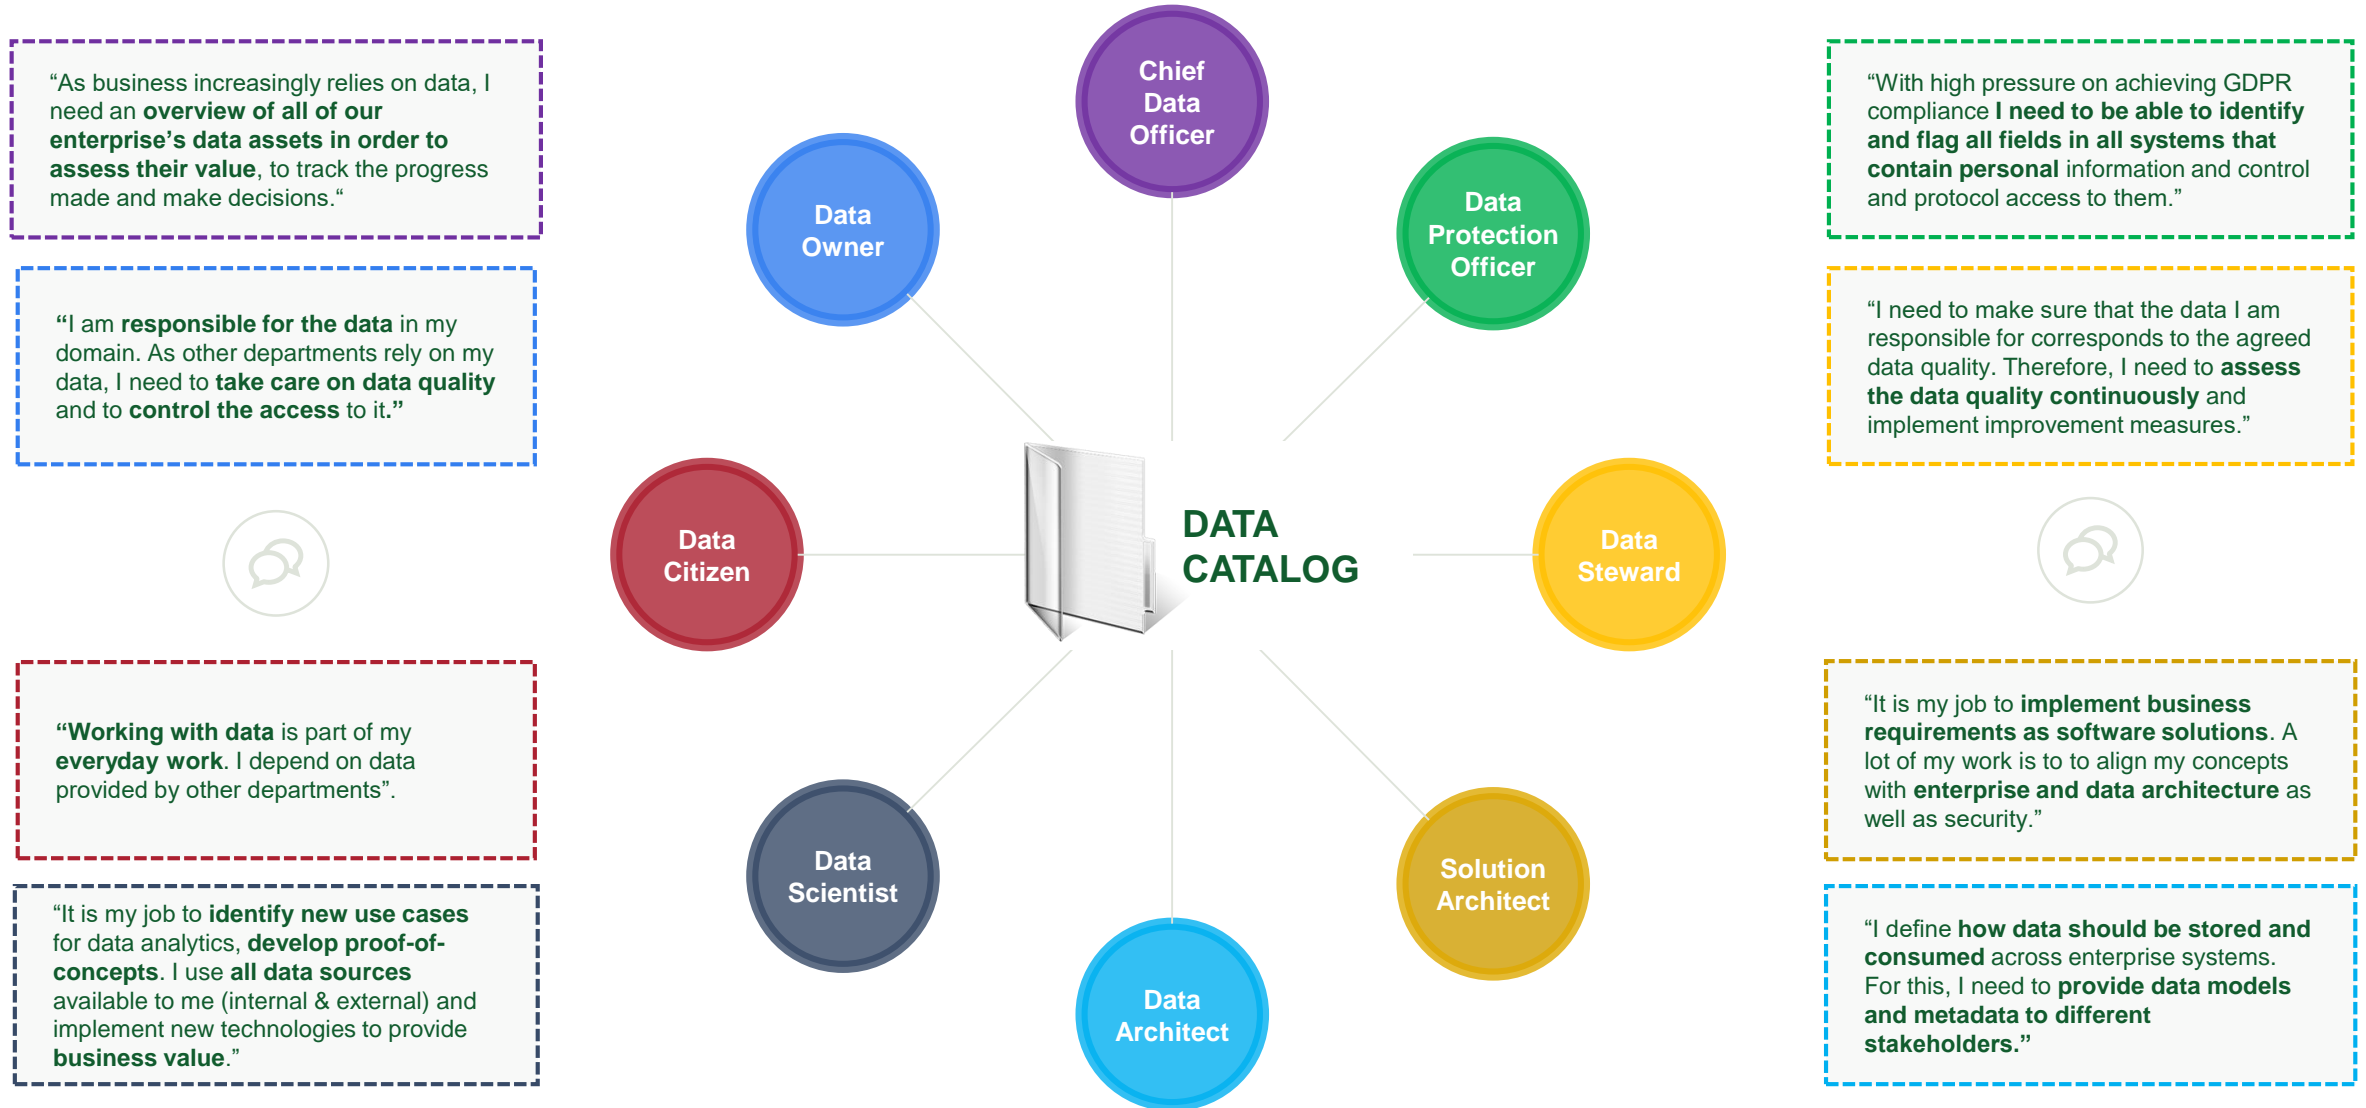 “As business increasingly relies on data, I
need an overview of all of our
enterprise’s data assets in order to
assess their value, to track the progress
made and make decisions.“
“I am responsible for the data in my
domain. As other departments rely on my
data, I need to take care on data quality
and to control the access to it.”
“Working with data is part of my
everyday work. I depend on data
provided by other departments”.
“It is my job to identify new use cases
for data analytics, develop proof-of-
concepts. I use all data sources
available to me (internal & external) and
implement new technologies to provide
business value.”
Chief
Data
Officer
Data
Owner
Data
Protection
Officer
Data
Citizen
DATA
CATALOG
Data
Steward
Data
Scientist
Solution
Architect
Data
Architect
“With high pressure on achieving GDPR
compliance I need to be able to identify
and flag all fields in all systems that
contain personal information and control
and protocol access to them.”
“I need to make sure that the data I am
responsible for corresponds to the agreed
data quality. Therefore, I need to assess
the data quality continuously and
implement improvement measures.”
“It is my job to implement business
requirements as software solutions. A
lot of my work is to to align my concepts
with enterprise and data architecture as
well as security.”
“I define how data should be stored and
consumed across enterprise systems.
For this, I need to provide data models
and metadata to different
stakeholders.”